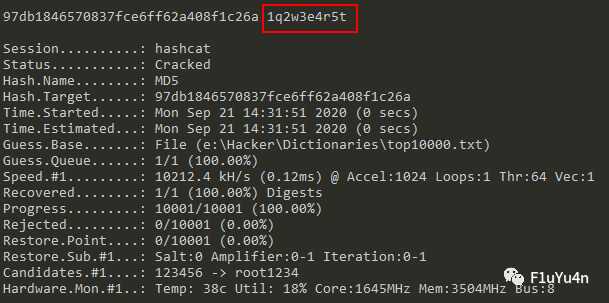 97db1846570837fce6ff62a408f1c26a 1q2w3e4r5t
Session..........: hashcat
Status...........: Cracked
Hash.Name........: MD5
Hash.Target......: 97db1846570837fce6ff62a408f1c26a
Time.Started.....: Mon Sep 21 14:31:51 2020 (0 secs)
Time.Estimated...: Mon Sep 21 14:31:51 2020 (0 secs)
Guess.Base.......: File (e:\Hacker\Dictionaries\top10000.txt)
Guess.Queue......: 1/1 (100.00%)
Speed.#1.........: 10212.4 kH/s (0.12ms) @ Accel:1024 Loops:1 Thr:64 Vec:1
Recovered........: 1/1 (100.00%) Digests
Progress.........: 10001/10001 (100.00%)
Rejected.........: 0/10001 (0.00%)
Restore.Point....: 0/10001 (0.00%)
Restore.Sub.#1...: Salt:0 Amplifier:0-1 Iteration:0-1
Candidates.#1....: 123456 -> root1234
Hardware.Mon.#1..: Temp: 38c Util: 18% Core:1645MHz Mem:3504MHz Bus:8
F1uYu4n